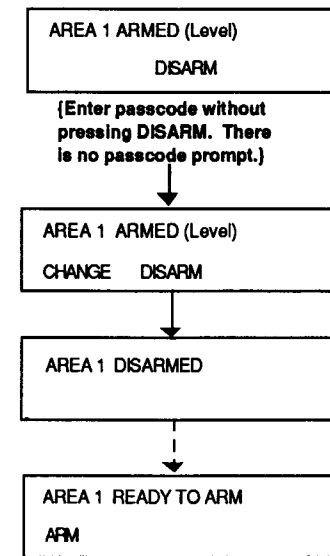 AREA 1 ARMED (Level)
DISARM
{Enter passcode without
pressing DISARM. There
is no passcode prompt.}
AREA 1 ARMED (Level)
CHANGE DISARM
AREA 1 DISARMED
AREA 1 READY TO ARM
ARM